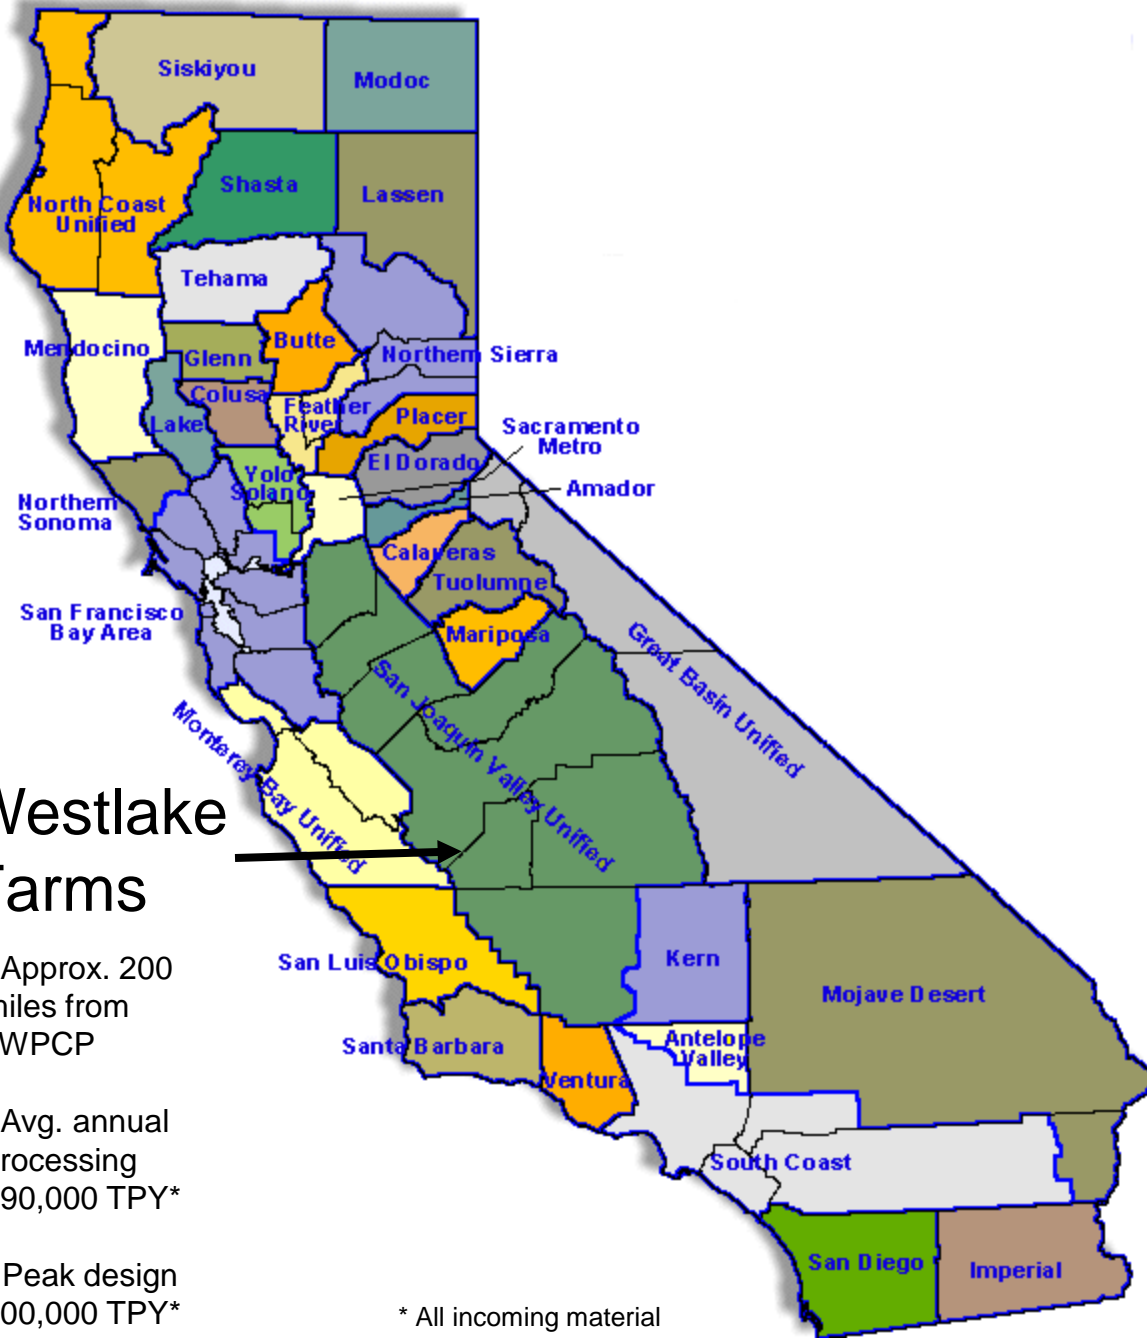 Siskiyou
Modoc
North Coast
Unified
Shasta
Lassen
Tehama
Mendocino
Glenn
Butte
Northern Sierra
Colusa
Lake
Feather
River
Placer
Sacramento
Metro
El Dorado
Yolo
Solano
Amador
Northern
Sonoma
Calaveras
Tuolumne
San Francisco
Bay Area
Mariposa
Great Basin Unified
San Joaquin Valley Unified
Monterey Bay Unified
Westlake
Farms
Approx. 200
miles from
WPCP
San Luis Obispo
Kern
Mojave Desert
Santa Barbara
Antelope
Valley
Ventura
Avg. annual
processing
90,000 TPY*
South Coast
San Diego
Imperial
Peak design
00,000 TPY*
* All incoming material